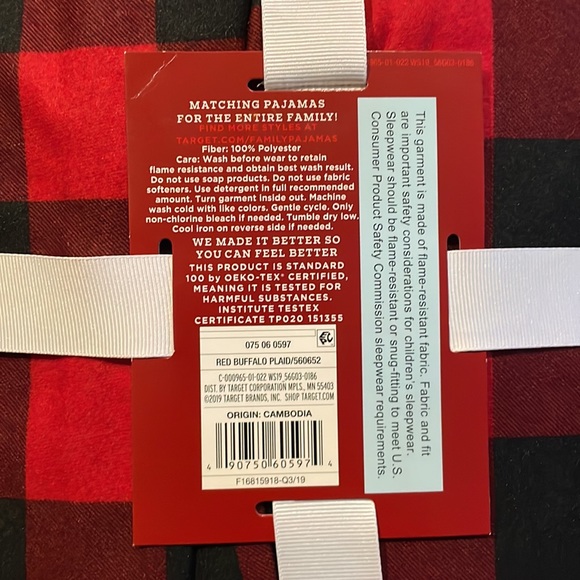 965-01-022 WS19_56G03-0186
MATCHING PAJAMAS
FOR THE ENTIRE FAMILY!
FIND MORE STYLES AT
TARGET.COM/FAMILYPAJAMAS
Fiber: 100% Polyester
Care: Wash before wear to retain
flame resistance and obtain best wash result.
Do not use soap products. Do not use fabric
softeners. Use detergent in full recommended
amount. Turn garment inside out. Machine
wash cold with like colors. Gentle cycle. Only
non-chlorine bleach if needed. Tumble dry low.
Cool iron on reverse side if needed.
WE MADE IT BETTER SO
YOU CAN FEEL BETTER
THIS PRODUCT IS STANDARD
100 by OEKO-TEX® CERTIFIED,
MEANING IT IS TESTED FOR
HARMFUL SUBSTANCES.
INSTITUTE TESTEX
CERTIFICATE TP020 151355
075 06 0597
RED BUFFALO PLAID/560652
C-000965-01-022 WS19_56G03-0186
DIST. BY TARGET CORPORATION MPLS., MN 55403
©2019 TARGET BRANDS, INC. SHOP TARGET.COM
ORIGIN: CAMBODIA
4 90750 60597 4
F16815918-Q3/19
This garment is made of flame-resistant fabric. Fabric and fit
are important safety considerations for children's sleepwear.
Sleepwear should be flame-resistant or snug-fitting to meet U.S.
Consumer Product Safety Commission sleepwear requirements.